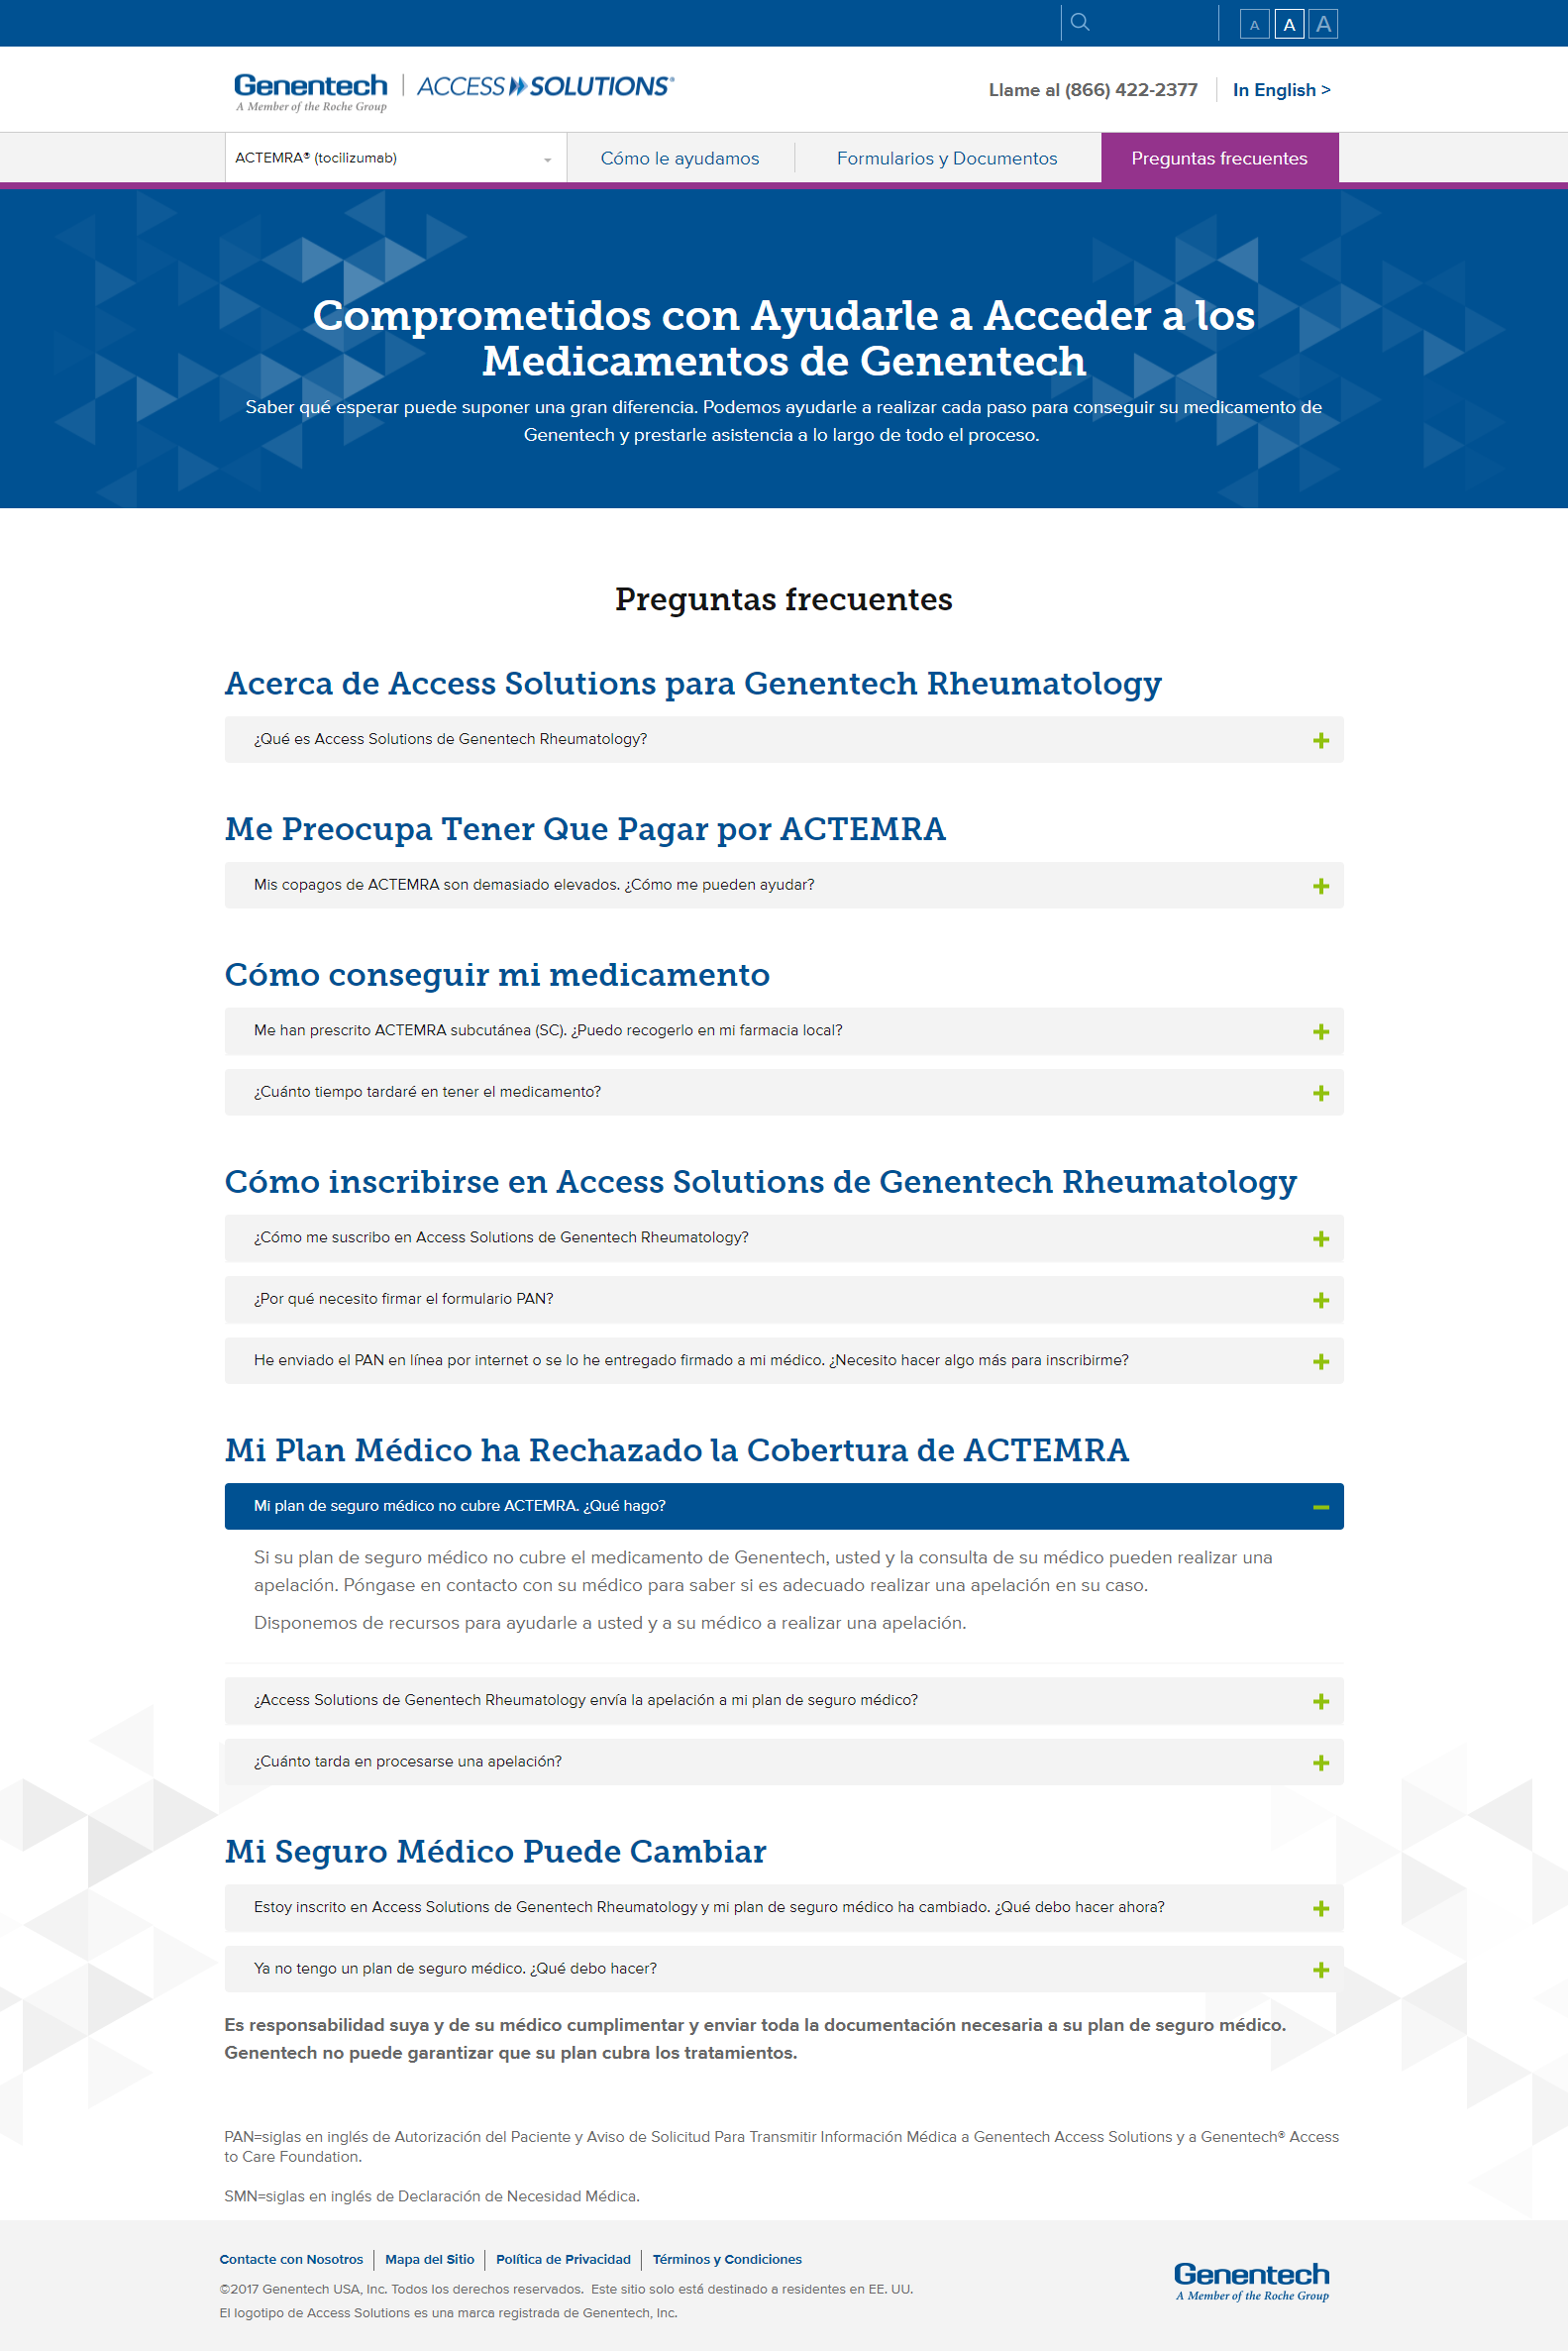 A A A
Genentech
A Member of the Roche Group
ACCESS SOLUTIONS®
Llame al (866) 422-2377
In English >
ACTEMRA® (tocilizumab)
Cómo le ayudamos
Formularios y Documentos
Preguntas frecuentes
Comprometidos con Ayudarle a Acceder a los
Medicamentos de Genentech
Saber qué esperar puede suponer una gran diferencia. Podemos ayudarle a realizar cada paso para conseguir su medicamento de
Genentech y prestarle asistencia a lo largo de todo el proceso.
Preguntas frecuentes
Acerca de Access Solutions para Genentech Rheumatology
¿Qué es Access Solutions de Genentech Rheumatology?
Me Preocupa Tener Que Pagar por ACTEMRA
Mis copagos de ACTEMRA son demasiado elevados. ¿Cómo me pueden ayudar?
Cómo conseguir mi medicamento
Me han prescrito ACTEMRA subcutánea (SC). ¿Puedo recogerlo en mi farmacia local?
¿Cuánto tiempo tardaré en tener el medicamento?
Cómo inscribirse en Access Solutions de Genentech Rheumatology
¿Cómo me suscribo en Access Solutions de Genentech Rheumatology?
¿Por qué necesito firmar el formulario PAN?
He enviado el PAN en línea por internet o se lo he entregado firmado a mi médico. ¿Necesito hacer algo más para inscribirme?
Mi Plan Médico ha Rechazado la Cobertura de ACTEMRA
Mi plan de seguro médico no cubre ACTEMRA. ¿Qué hago?
Si su plan de seguro médico no cubre el medicamento de Genentech, usted y la consulta de su médico pueden realizar una
apelación. Póngase en contacto con su médico para saber si es adecuado realizar una apelación en su caso.
Disponemos de recursos para ayudarle a usted y a su médico a realizar una apelación.
¿Access Solutions de Genentech Rheumatology envía la apelación a mi plan de seguro médico?
¿Cuánto tarda en procesarse una apelación?
Mi Seguro Médico Puede Cambiar
Estoy inscrito en Access Solutions de Genentech Rheumatology y mi plan de seguro médico ha cambiado. ¿Qué debo hacer ahora?
Ya no tengo un plan de seguro médico. ¿Qué debo hacer?
Es responsabilidad suya y de su médico cumplimentar y enviar toda la documentación necesaria a su plan de seguro médico.
Genentech no puede garantizar que su plan cubra los tratamientos.
PAN=siglas en inglés de Autorización del Paciente y Aviso de Solicitud Para Transmitir Información Médica a Genentech Access Solutions y a Genentech® Access
to Care Foundation.
SMN=siglas en inglés de Declaración de Necesidad Médica.
Contacte con Nosotros
Mapa del Sitio
Política de Privacidad
Términos y Condiciones
©2017 Genentech USA, Inc. Todos los derechos reservados. Este sitio solo está destinado a residentes en EE. UU.
El logotipo de Access Solutions es una marca registrada de Genentech, Inc.
Genentech
A Member of the Roche Group